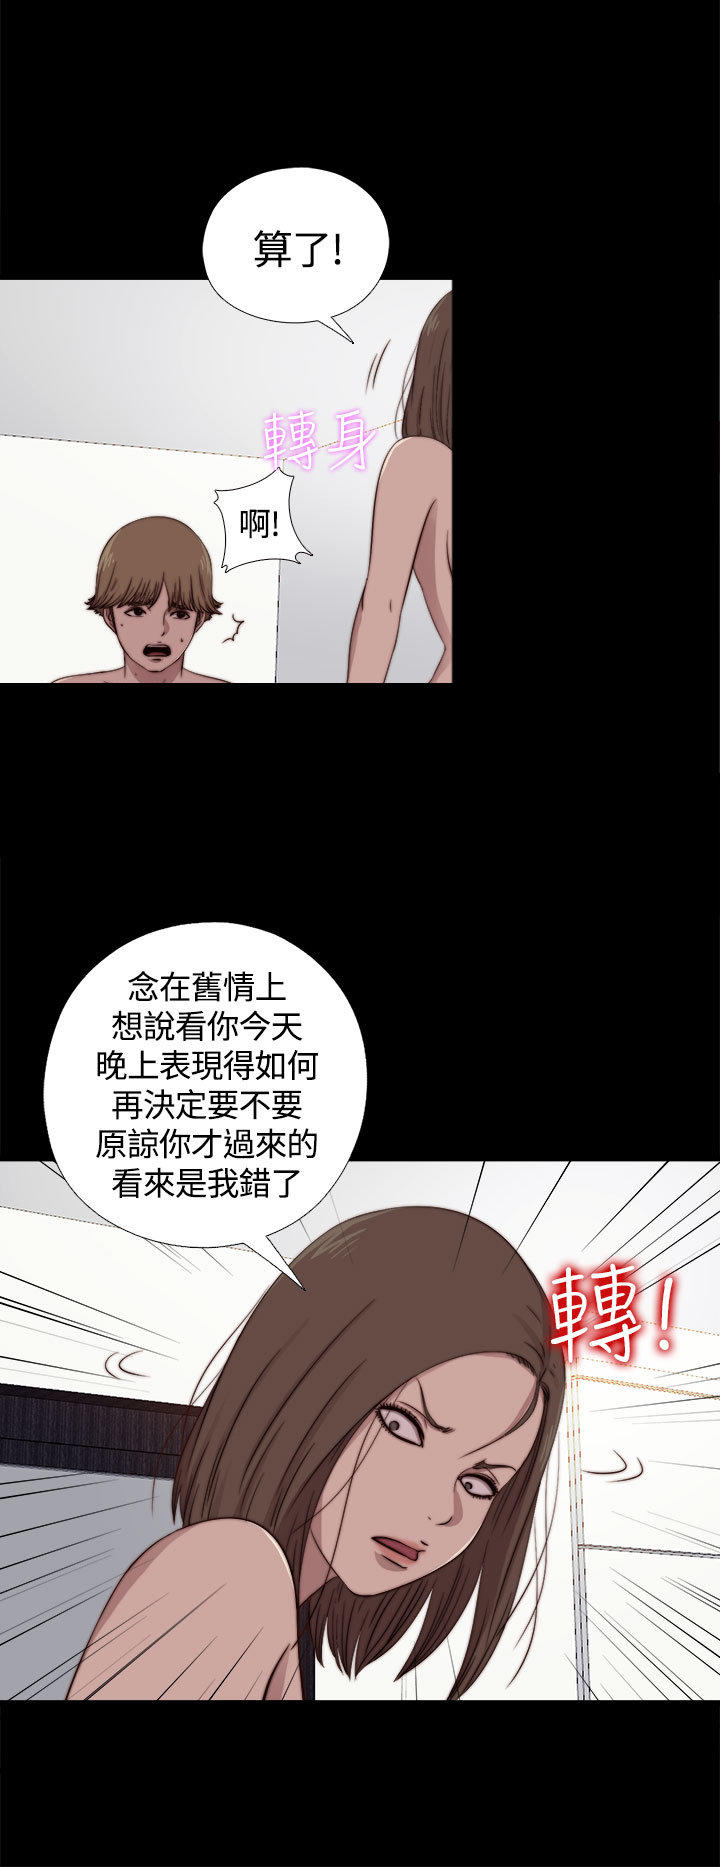 算了!
轉身
啊!
念在舊情上
想說看你今天
晚上表現得如何
再決定要不要
原諒你才過來的
看來是我錯了
轉!